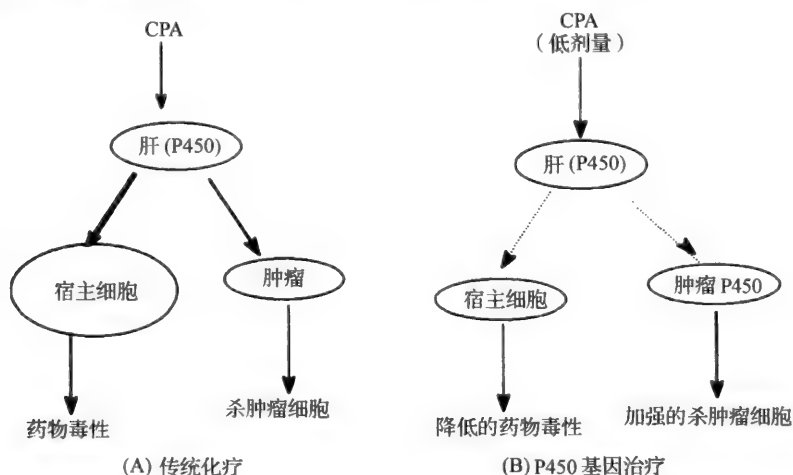 CPA
肝(P450)
宿主细胞
肿瘤
药物毒性
杀肿瘤细胞
(A) 传统化疗
CPA
(低剂量)
肝(P450)
宿主细胞
肿瘤 P450
降低的药物毒性
加强的杀肿瘤细胞
(B) P450 基因治疗